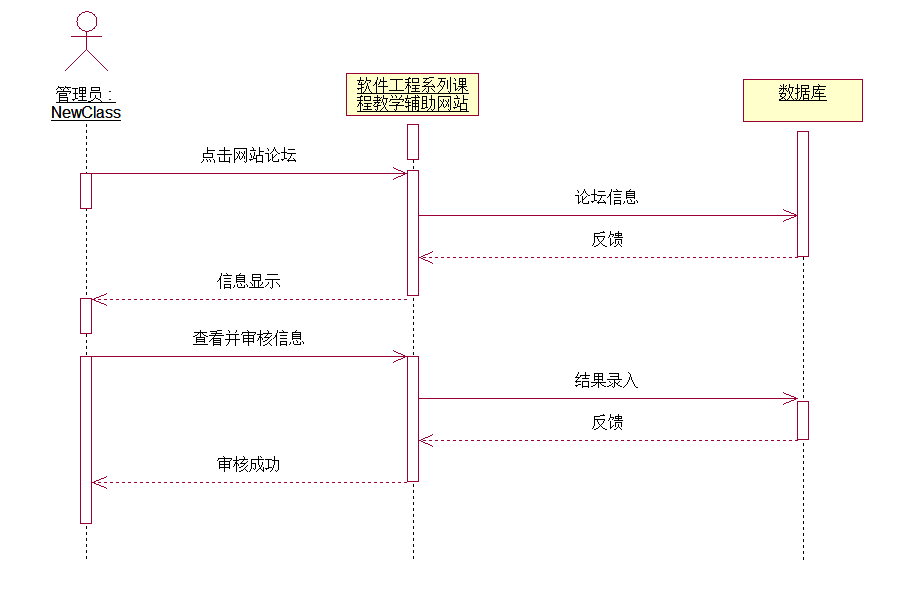 管理员 :
NewClass
软件工程系列课
程教学辅助网站
数据库
点击网站论坛
论坛信息
反馈
信息显示
查看并审核信息
结果录入
反馈
审核成功